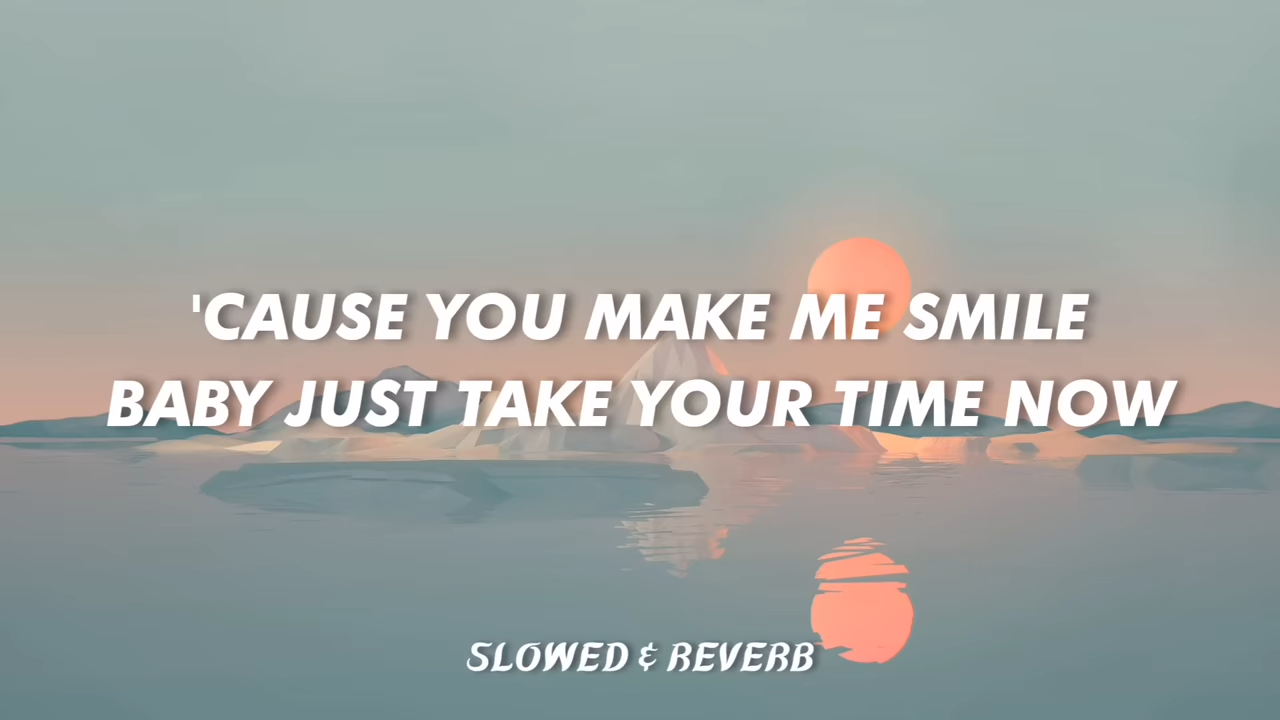 'CAUSE YOU MAKE ME SMILE
BABY JUST TAKE YOUR TIME NOW
SLOWED & REVERB